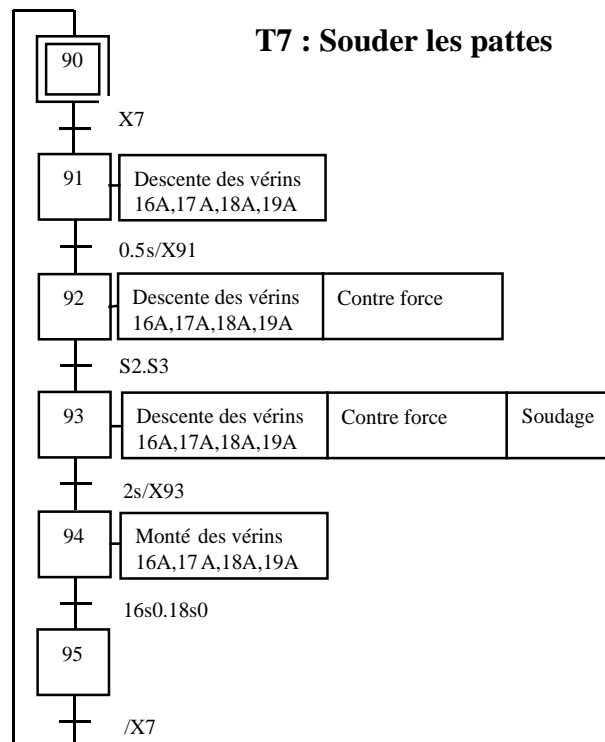 T7 : Souder les pattes
90
X7
91
Descente des vérins
16A,17A,18A,19A
0.5s/X91
92
Descente des vérins
16A,17A,18A,19A
Contre force
S2.S3
93
Descente des vérins
16A,17A,18A,19A
Contre force
Soudage
2s/X93
94
Monté des vérins
16A,17A,18A,19A
16s0.18s0
95
/X7